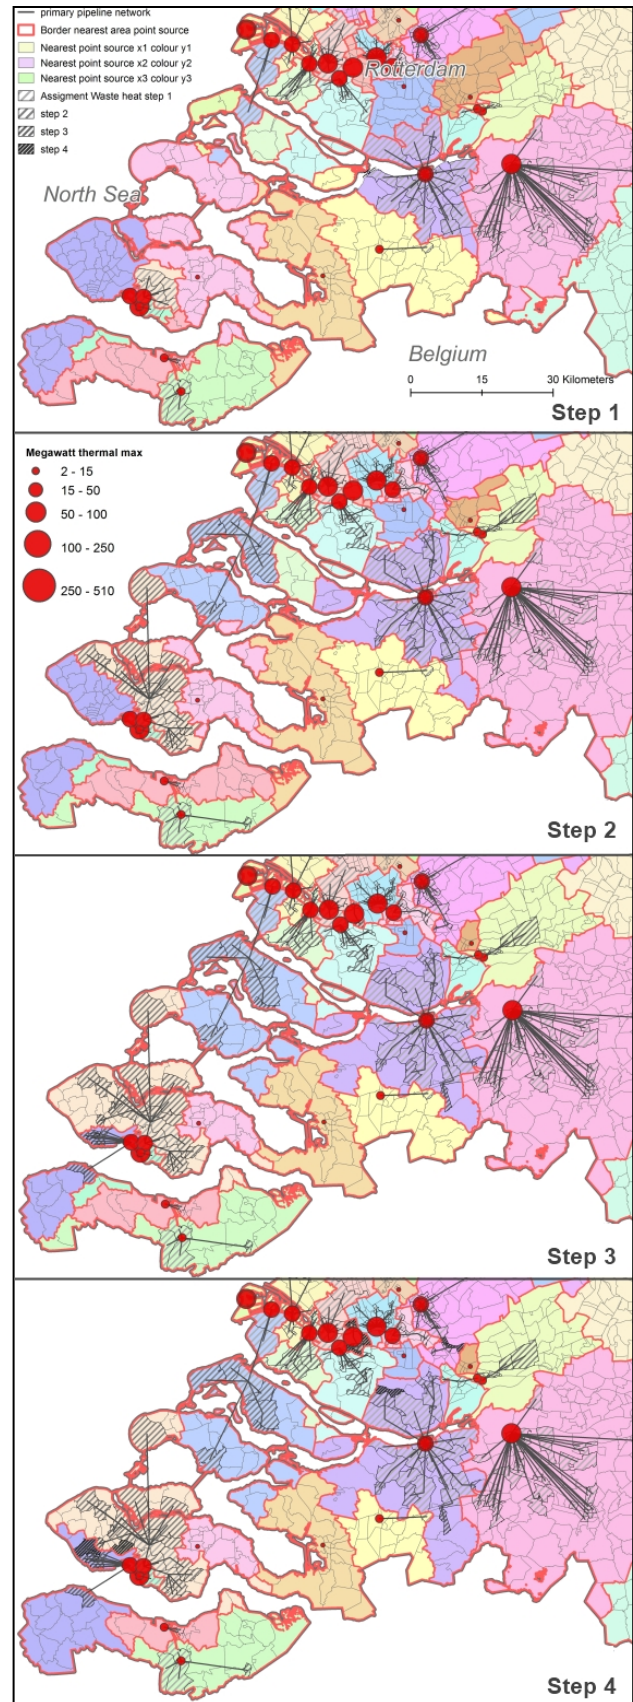 primary pipeline network
Border nearest area point source
Nearest point source x1 colour y1
Nearest point source x2 colour y2
Nearest point source x3 colour y3
Assigment Waste heat step 1
step 2
step 3
step 4
Rotterdam
North Sea
Belgium
0 15 30 Kilometers
Step 1
Megawatt thermal max
2 - 15
15 - 50
50 - 100
100 - 250
250 - 510
Step 2
Step 3
Step 4